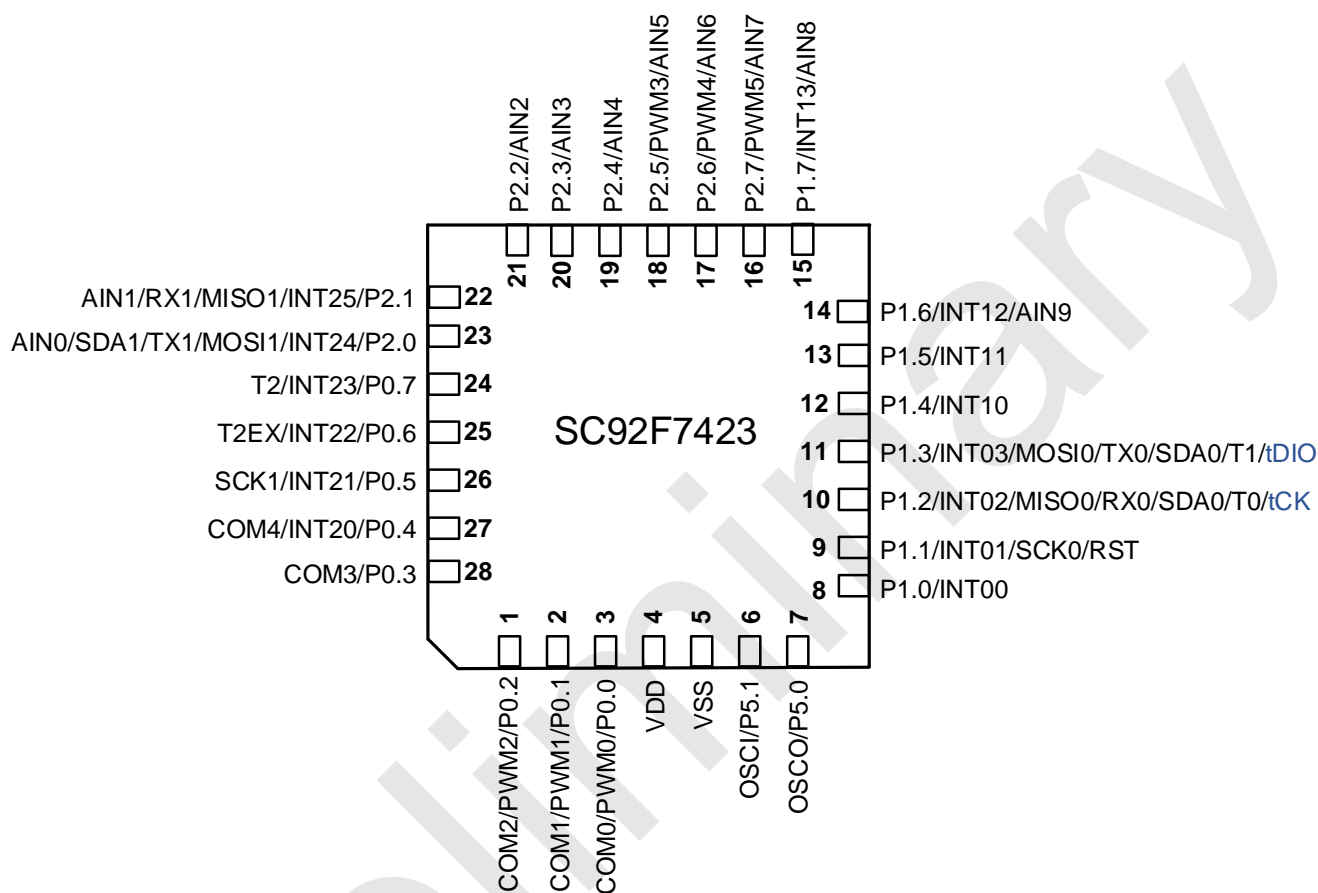 P2.2/AIN2
P2.3/AIN3
P2.4/AIN4
P2.5/PWM3/AIN5
P2.6/PWM4/AIN6
P2.7/PWM5/AIN7
P1.7/INT13/AIN8
21
20
19
18
17
16
15
AIN1/RX1/MISO1/INT25/P2.1
22
AIN0/SDA1/TX1/MOSI1/INT24/P2.0
23
T2/INT23/P0.7
24
T2EX/INT22/P0.6
25
SCK1/INT21/P0.5
26
COM4/INT20/P0.4
27
COM3/P0.3
28
SC92F7423
14
P1.6/INT12/AIN9
13
P1.5/INT11
12
P1.4/INT10
11
P1.3/INT03/MOSI0/TX0/SDA0/T1/tDIO
10
P1.2/INT02/MISO0/RX0/SDA0/T0/tCK
9
P1.1/INT01/SCK0/RST
8
P1.0/INT00
1
2
3
4
5
6
7
COM2/PWM2/P0.2
COM1/PWM1/P0.1
COM0/PWM0/P0.0
VDD
VSS
OSCI/P5.1
OSCO/P5.0